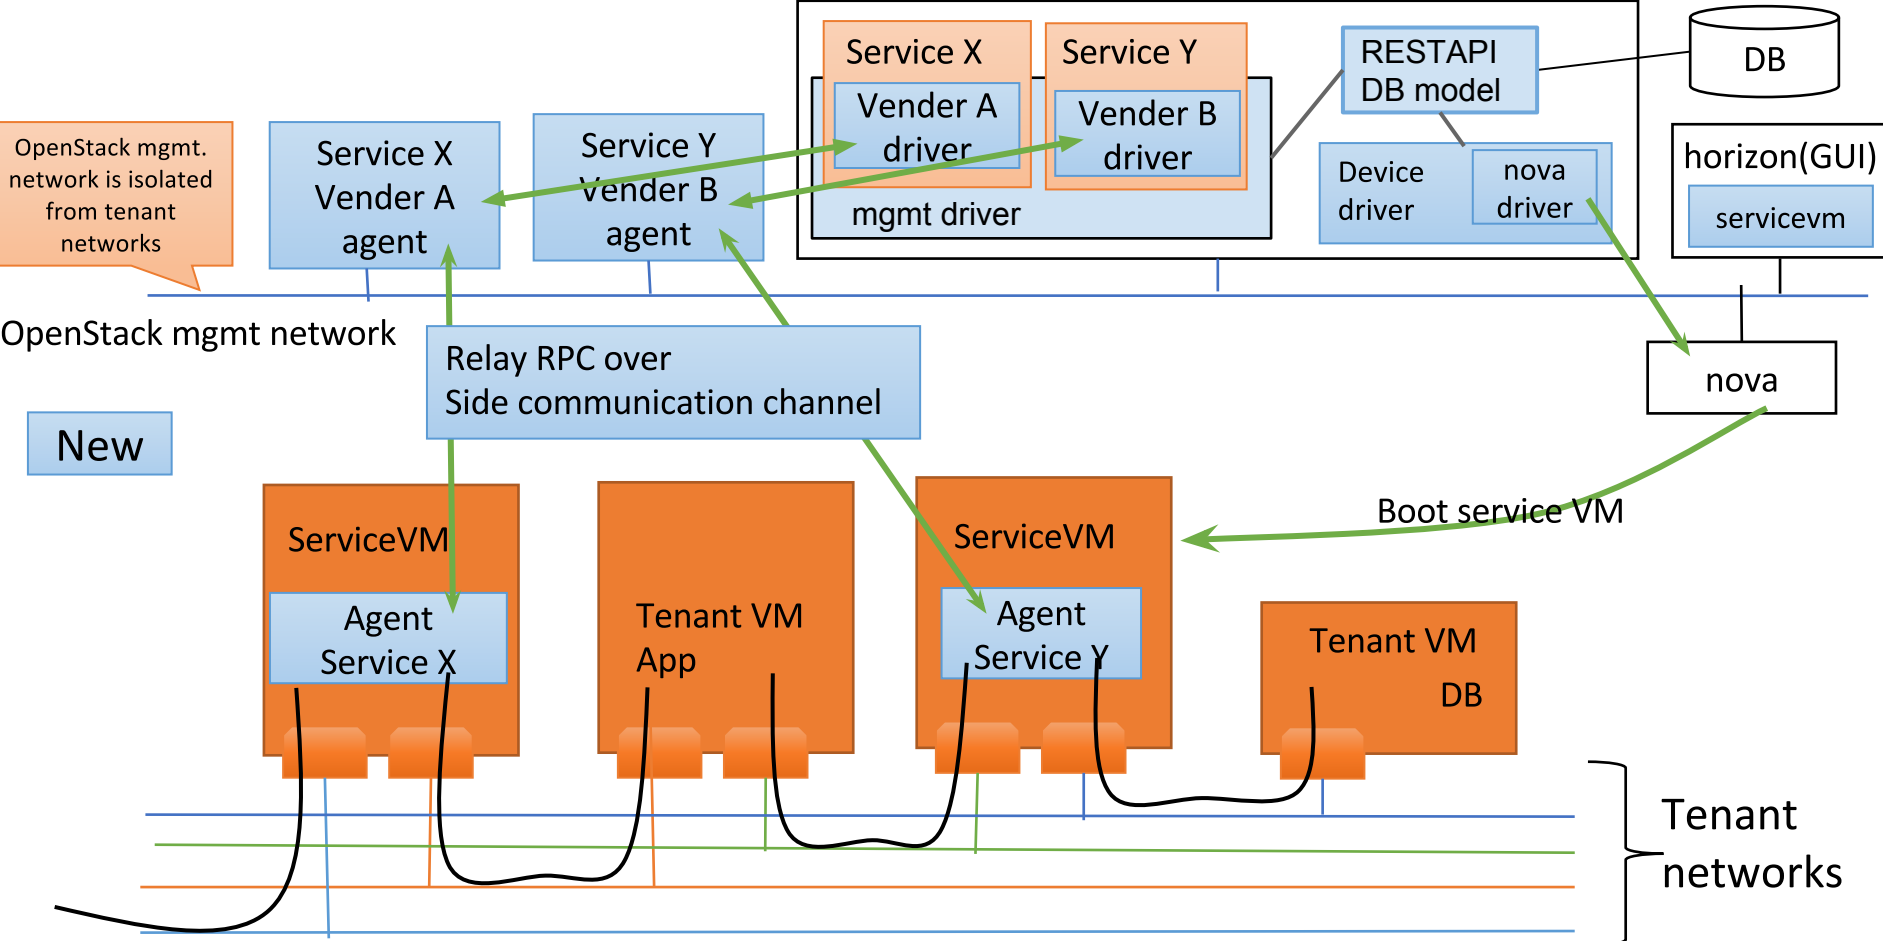 OpenStack mgmt.
network is isolated
from tenant
networks
Service X
Vender A
agent
Service Y
Vender B
agent
Service X
Vender A
driver
Service Y
Vender B
driver
mgmt driver
RESTAPI
DB model
Device
driver
nova
driver
DB
horizon(GUI)
servicevm
OpenStack mgmt network
Relay RPC over
Side communication channel
nova
New
Boot service VM
ServiceVM
Agent
Service X
Tenant VM
App
ServiceVM
Agent
Service Y
Tenant VM
DB
Tenant
networks